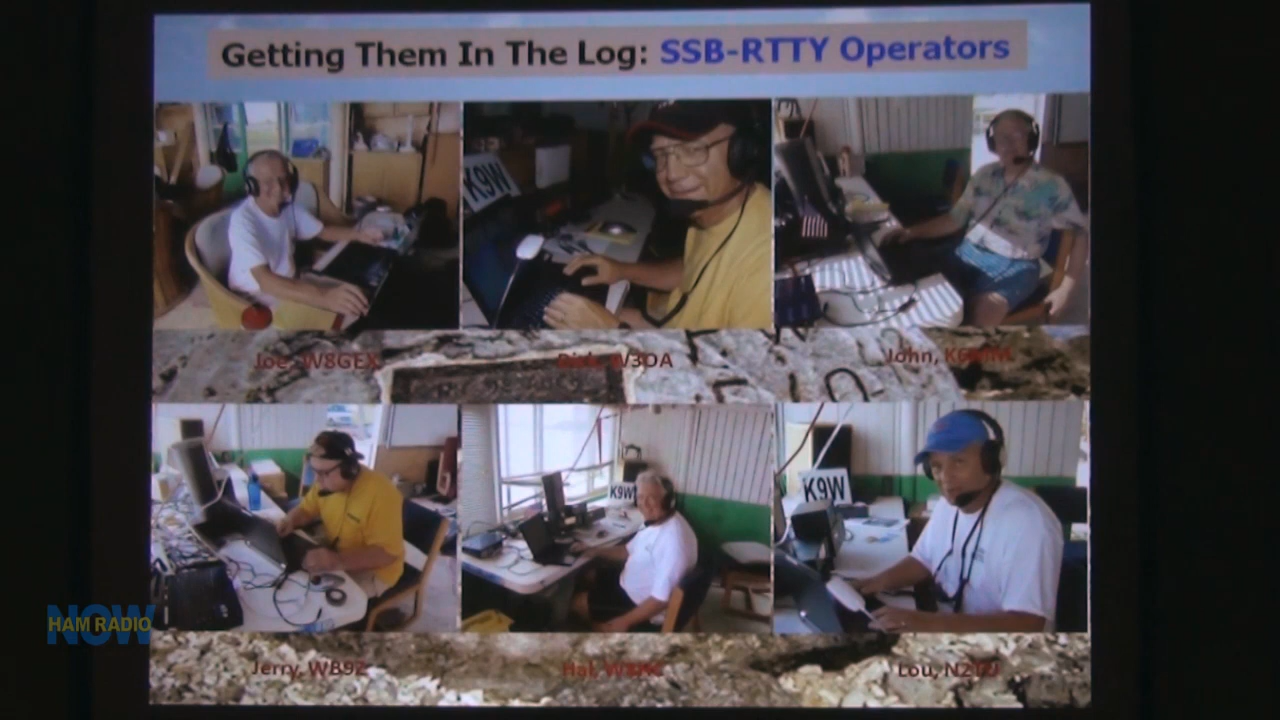 Getting Them In The Log: SSB-RTTY Operators
K9W
Joe, W8GEX
W3OA
John,
K9W
K9W
Jerry, WB9Z
Hal,
Lou,
HAM RADIO
NOW